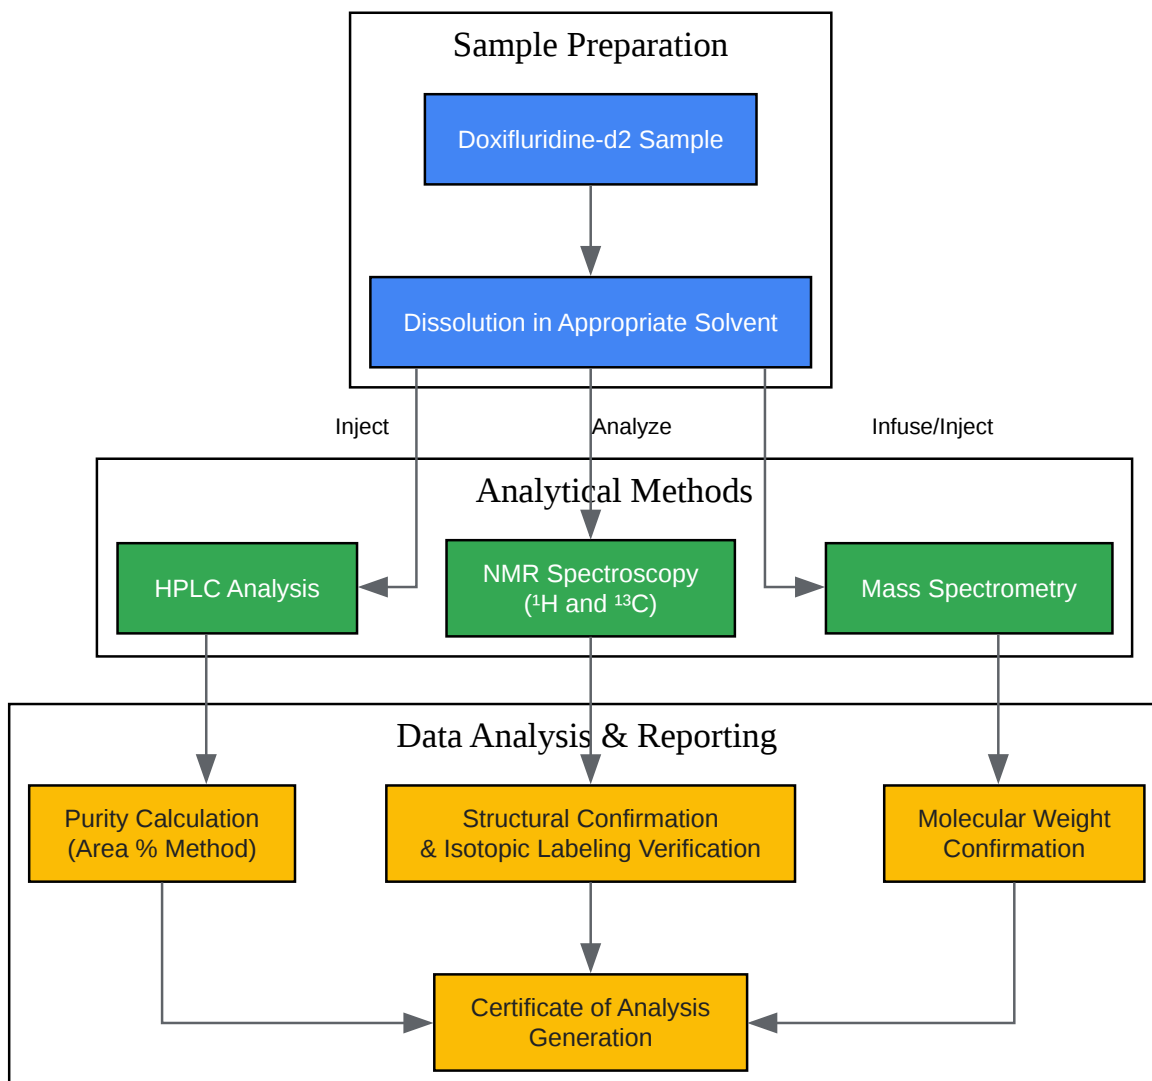 Sample Preparation
Doxifluridine-d2 Sample
Dissolution in Appropriate Solvent
Inject
Analyze
Infuse/Inject
Analytical Methods
HPLC Analysis
NMR Spectroscopy
(¹H and ¹³C)
Mass Spectrometry
Data Analysis & Reporting
Purity Calculation
(Area % Method)
Structural Confirmation
& Isotopic Labeling Verification
Molecular Weight
Confirmation
Certificate of Analysis
Generation